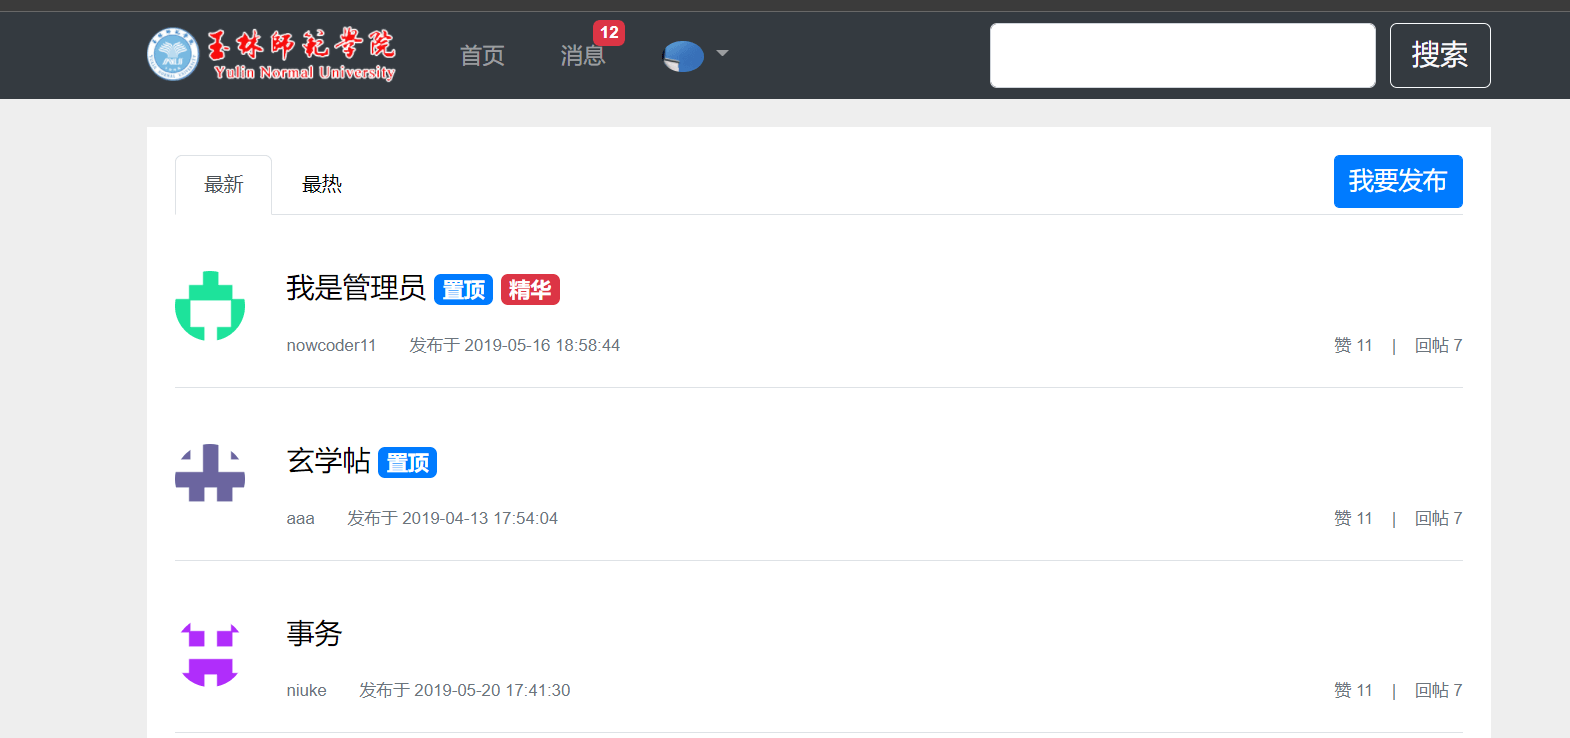 玉林師範学院
Yulin Normal University
首页 消息 12 搜索
最新 最热 我要发布
我是管理员 置顶 精华
nowcoder11 发布于 2019-05-16 18:58:44 赞 11 | 回帖 7
玄学帖 置顶
aaa 发布于 2019-04-13 17:54:04 赞 11 | 回帖 7
事务
niuke 发布于 2019-05-20 17:41:30 赞 11 | 回帖 7